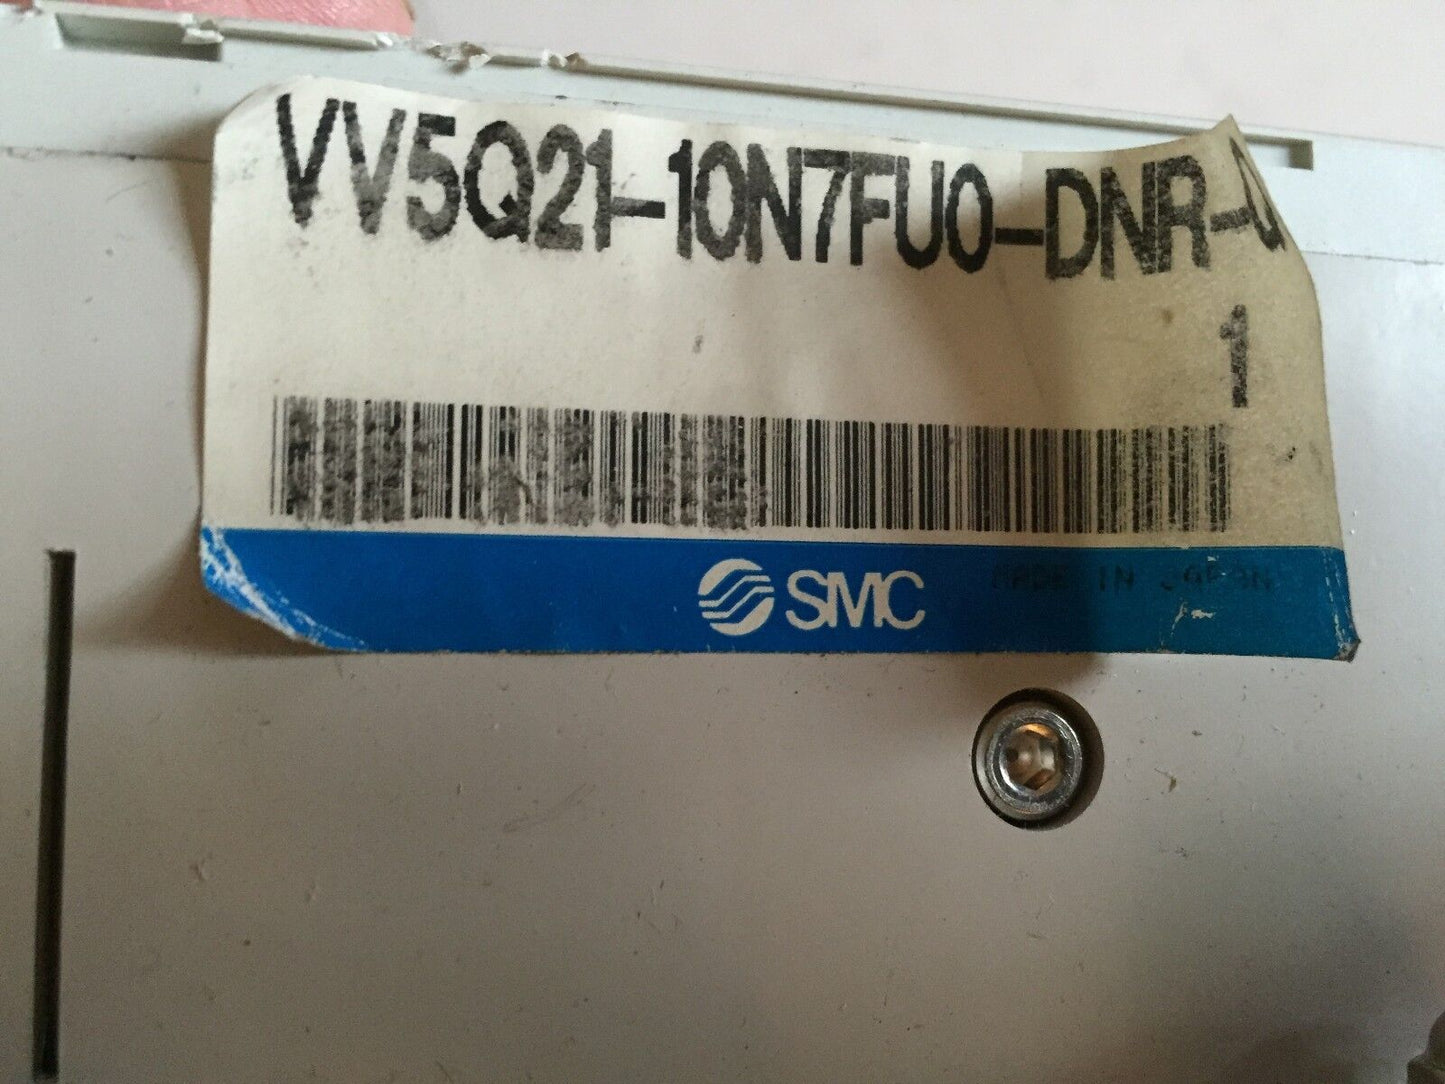 VV5Q21-10N7FU0-DNR-Q
1
SMC
MADE IN JAPAN